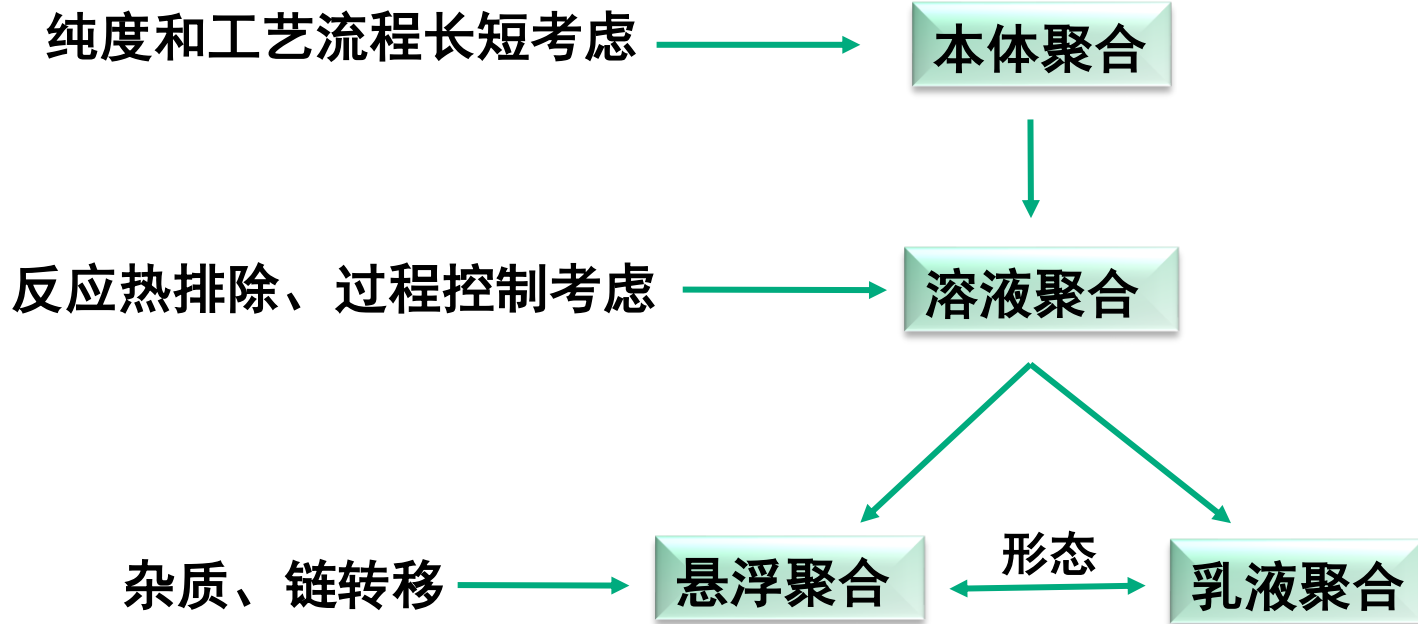 纯度和工艺流程长短考虑
本体聚合
反应热排除、过程控制考虑
溶液聚合
杂质、链转移
悬浮聚合
形态
乳液聚合